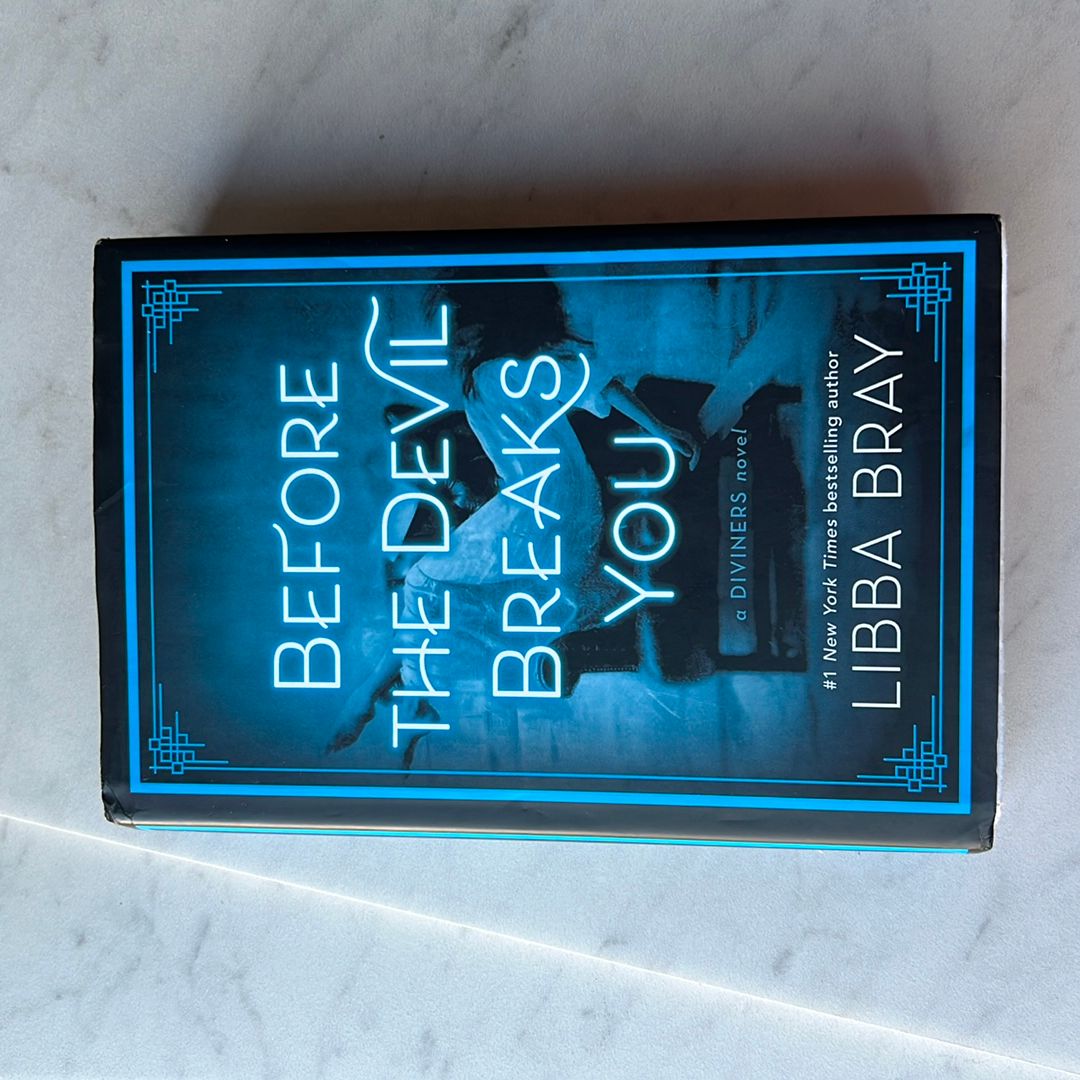 BEFORE
THE DEVIL
BREAKS
YOU
a DIVINERS novel
#1 New York Times bestselling author
LIBBA BRAY